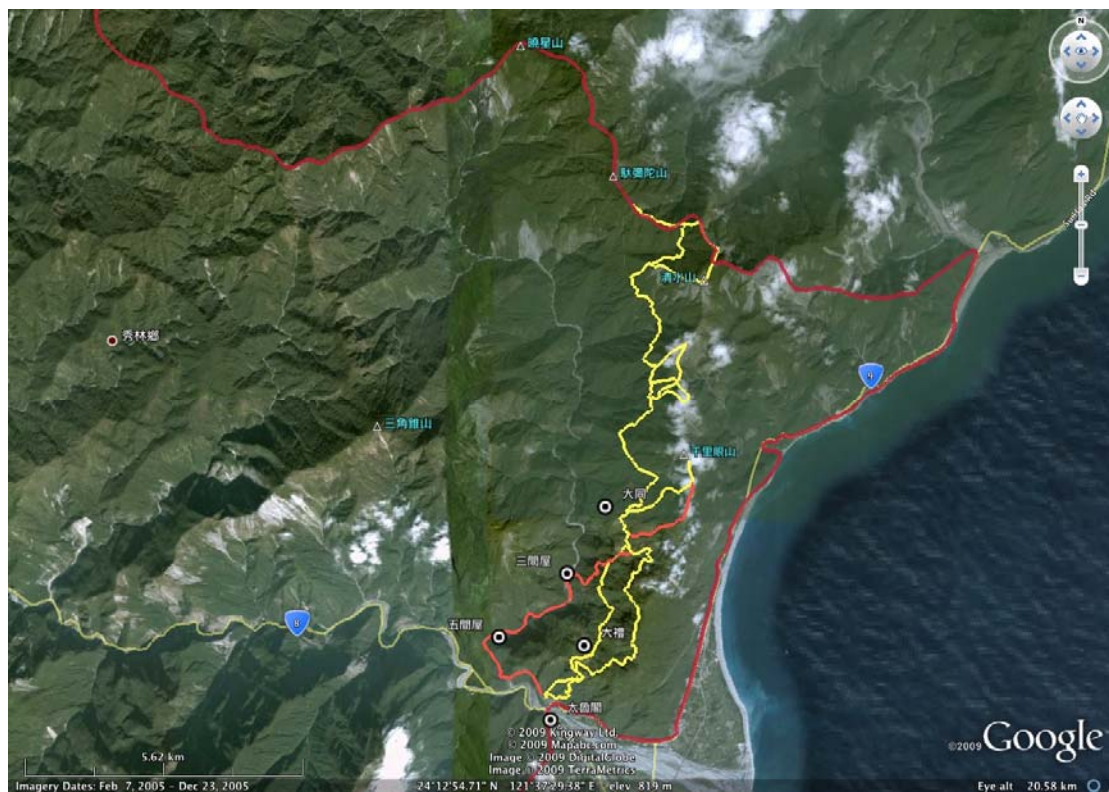 曉星山
N
馱彌陀山
Suhua Rd
清水山
秀林鄉
9
三角錐山
千里眼山
大同
三間屋
8
五間屋
大禮
太魯閣
© 2009 Kingway Ltd.
© 2009 Mapabc.com
Image © 2009 DigitalGlobe
Image © 2009 TerraMetrics
©2009 Google
5.62 km
Imagery Dates: Feb 7, 2005 - Dec 23, 2005
24°12'54.71" N 121°37'29.38" E elev 819 m
Eye alt 20.58 km